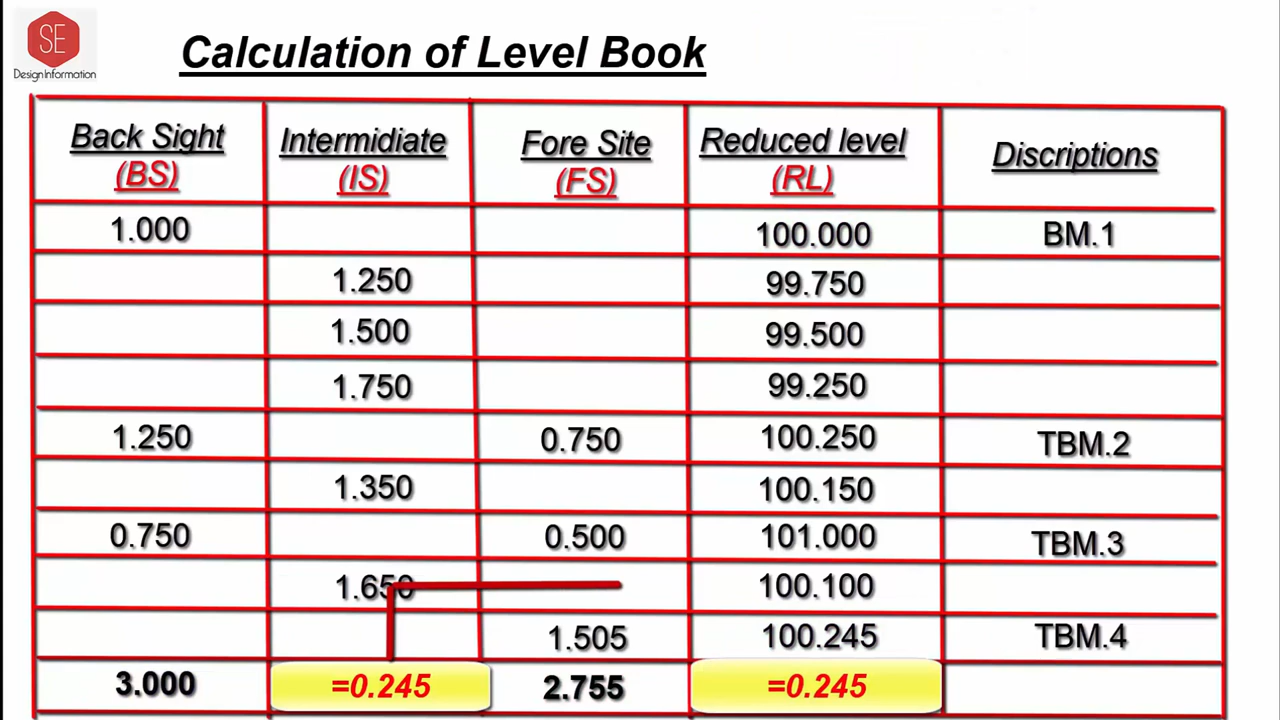 SE
Design Information
Calculation of Level Book
Back Sight Intermidiate Fore Site Reduced level Discriptions
(BS) (IS) (FS) (RL)
1.000 100.000 BM.1
1.250 99.750
1.500 99.500
1.750 99.250
1.250 0.750 100.250 TBM.2
1.350 100.150
0.750 0.500 101.000 TBM.3
1.650 100.100
1.505 100.245 TBM.4
3.000 =0.245 2.755 =0.245